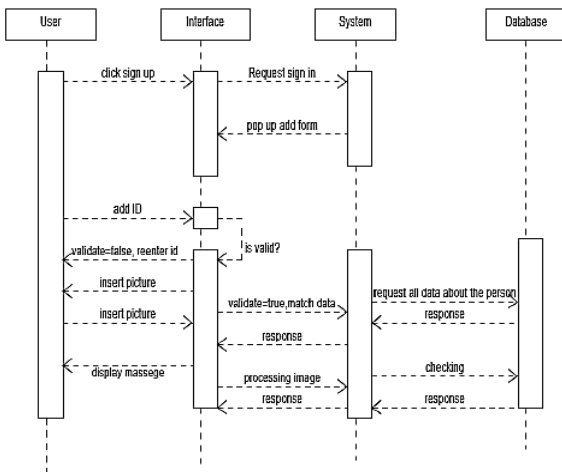 User
Interface
System
Database
click sign up
Request sign in
pop up add form
add ID
is valid?
validate=false, reenter id
insert picture
request all data about the person
validate=true,match data
response
insert picture
response
display massege
checking
processing image
response
response